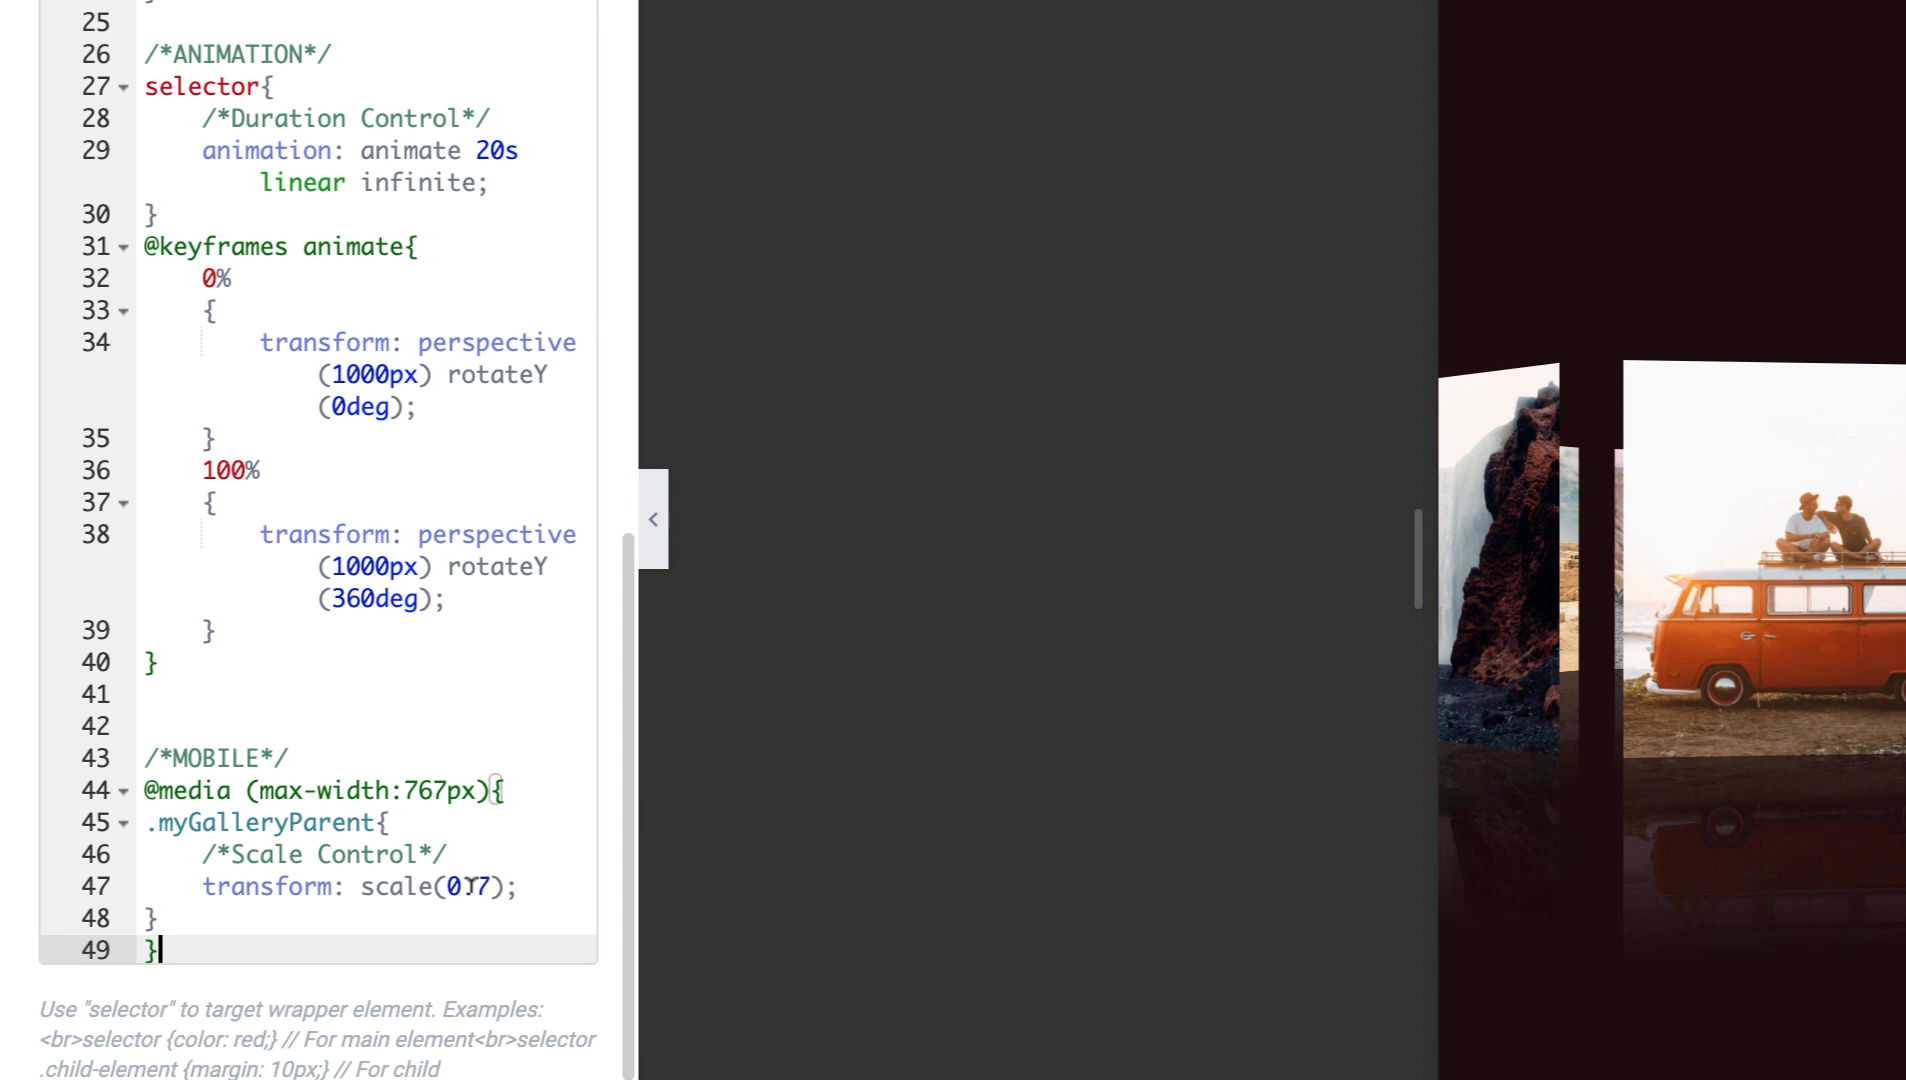 25
26 /*ANIMATION*/
27 selector{
28 /*Duration Control*/
29 animation: animate 20s
linear infinite;
30 }
31 @keyframes animate{
32 0%
33 {
34 transform: perspective
(1000px) rotateY
(0deg);
35 }
36 100%
37 {
38 transform: perspective
(1000px) rotateY
(360deg);
39 }
40 }
41
42
43 /*MOBILE*/
44 @media (max-width:767px){
45 .myGalleryParent{
46 /*Scale Control*/
47 transform: scale(0.7);
48 }
49 }
Use "selector" to target wrapper element. Examples:
<br>selector {color: red;} // For main element<br>selector
.child-element {margin: 10px;} // For child